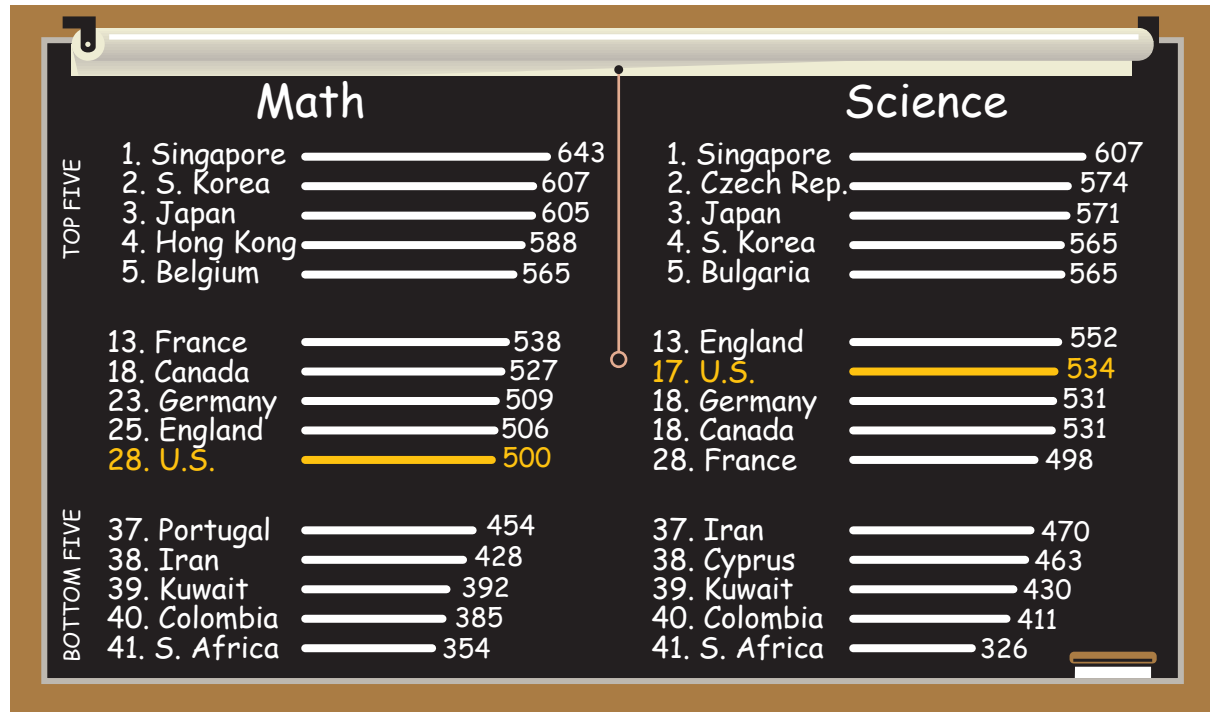 Math
TOP FIVE
1. Singapore 643
2. S. Korea 607
3. Japan 605
4. Hong Kong 588
5. Belgium 565
13. France 538
18. Canada 527
23. Germany 509
25. England 506
28. U.S. 500
BOTTOM FIVE
37. Portugal 454
38. Iran 428
39. Kuwait 392
40. Colombia 385
41. S. Africa 354
Science
1. Singapore 607
2. Czech Rep. 574
3. Japan 571
4. S. Korea 565
5. Bulgaria 565
13. England 552
17. U.S. 534
18. Germany 531
18. Canada 531
28. France 498
37. Iran 470
38. Cyprus 463
39. Kuwait 430
40. Colombia 411
41. S. Africa 326